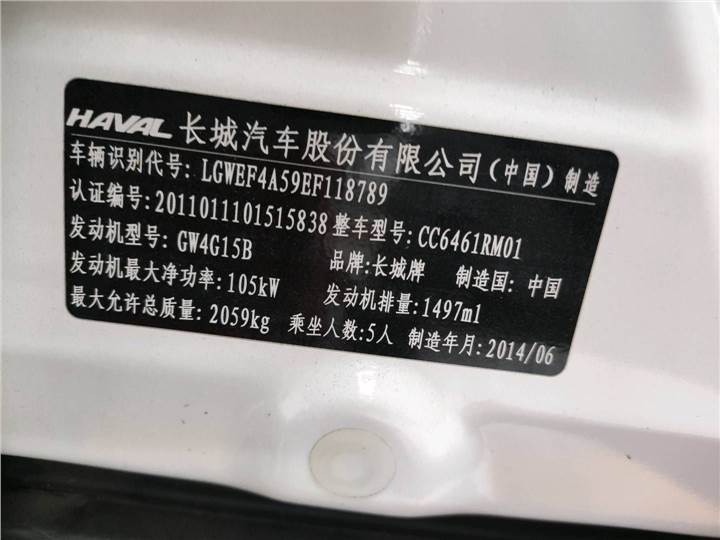 HAVAL 长城汽车股份有限公司(中国)制造
车辆识别代号: LGWEF4A59EF118789
认证编号: 2011011101515838 整车型号: CC6461RM01
发动机型号: GW4G15B 品牌:长城牌 制造国: 中国
发动机最大净功率: 105kW 发动机排量: 1497ml
最大允许总质量: 2059kg 乘坐人数:5人 制造年月: 2014/06